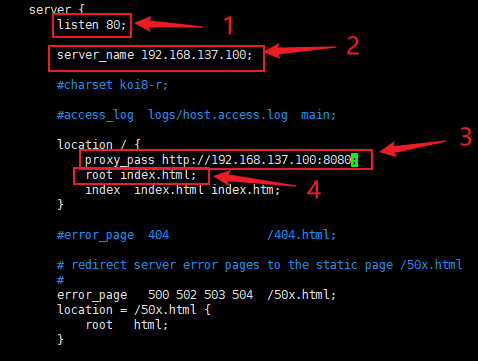 server {
listen 80;
1
server_name 192.168.137.100;
2
#charset koi8-r;
#access_log logs/host.access.log main;
location / {
proxy_pass http://192.168.137.100:8080;
3
root index.html;
4
index index.html index.htm;
}
#error_page 404 /404.html;
# redirect server error pages to the static page /50x.html
#
error_page 500 502 503 504 /50x.html;
location = /50x.html {
root html;
}